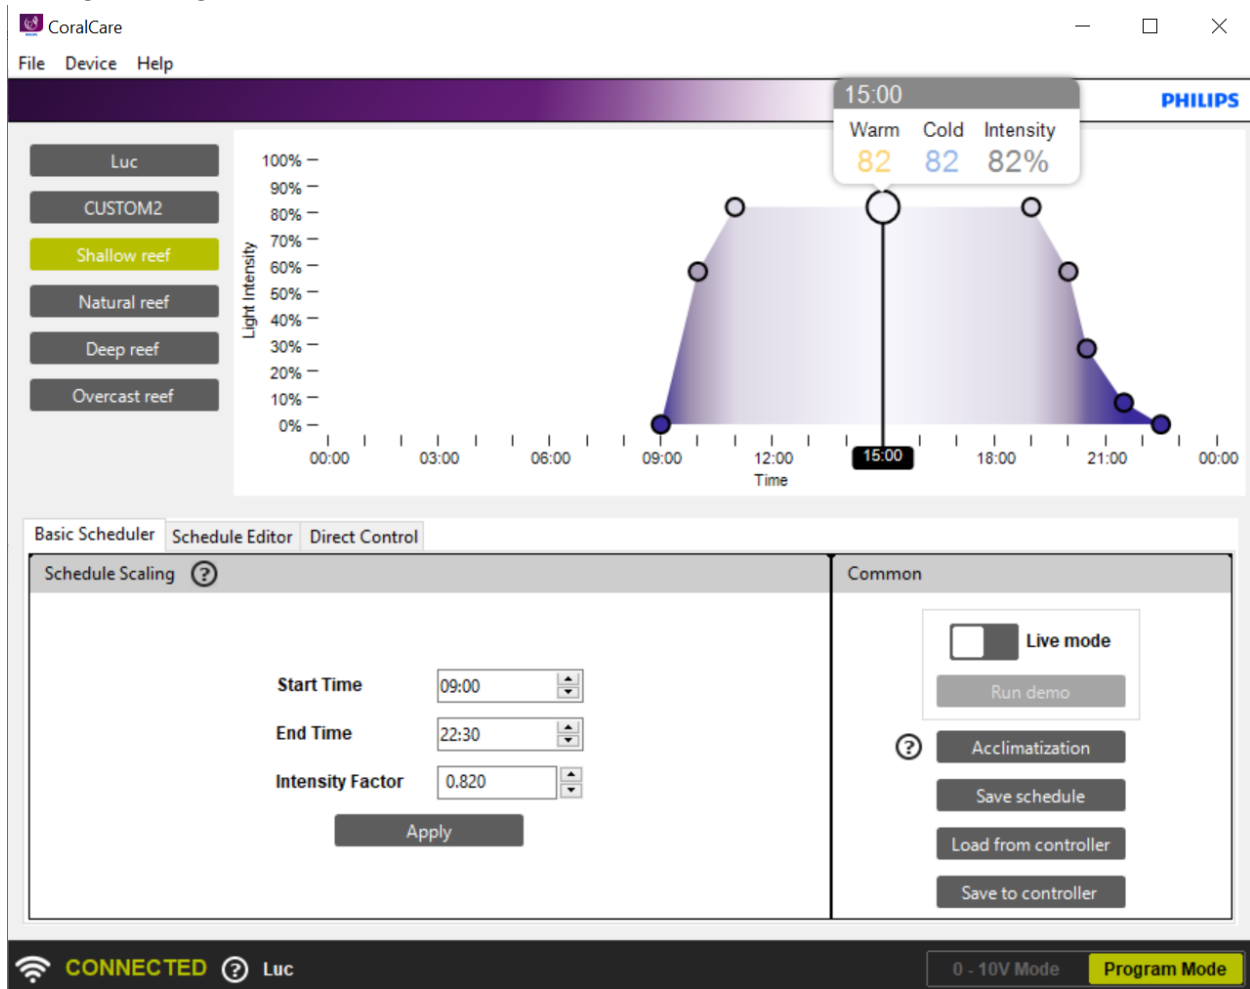 CoralCare
File Device Help
PHILIPS
15:00
Warm Cold Intensity
82 82 82%
Luc
CUSTOM2
Shallow reef
Natural reef
Deep reef
Overcast reef
Light Intensity
100%
90%
80%
70%
60%
50%
40%
30%
20%
10%
0%
00:00 03:00 06:00 09:00 12:00 15:00 18:00 21:00 00:00
Time
Basic Scheduler Schedule Editor Direct Control
Schedule Scaling ?
Start Time 09:00
End Time 22:30
Intensity Factor 0.820
Apply
Common
Live mode
Run demo
? Acclimatization
Save schedule
Load from controller
Save to controller
CONNECTED ? Luc
0 - 10V Mode Program Mode